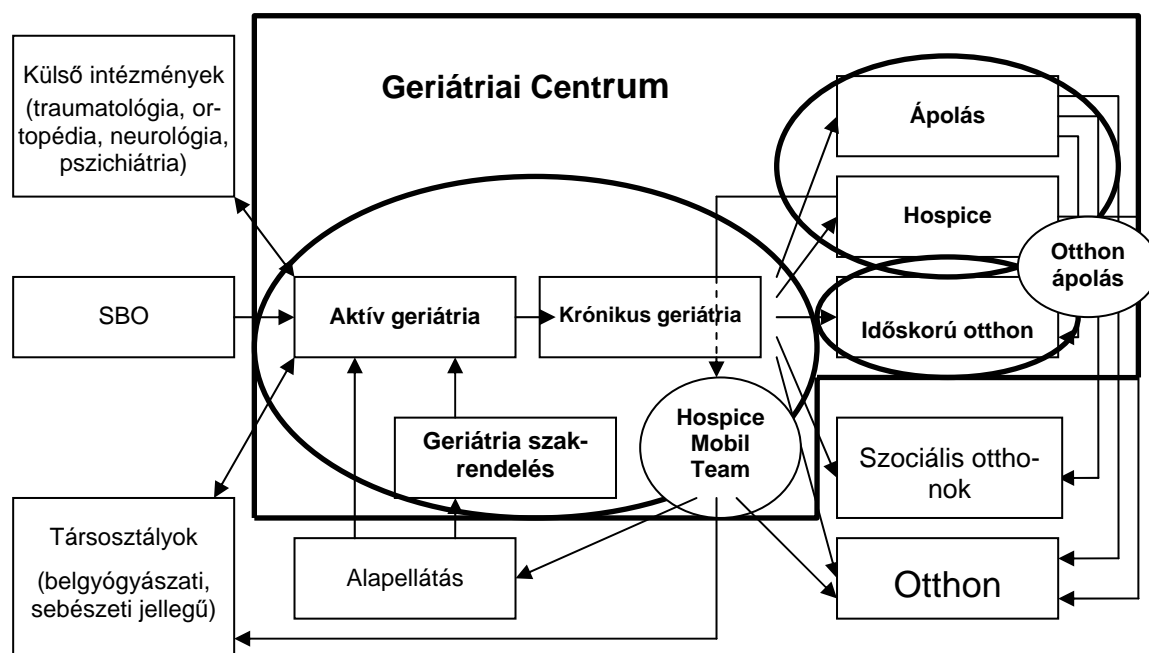 Külső intézmények
(traumatológia, or-
topédia, neurológia,
pszichiátria)
Geriátriai Centrum
Ápolás
Hospice
Otthon
ápolás
SBO
Aktív geriátria
Krónikus geriátria
Időskorú otthon
Geriátria szak-
rendelés
Hospice
Mobil
Team
Szociális ottho-
nok
Társosztályok
(belgyógyászati,
sebészeti jellegű)
Alapellátás
Otthon